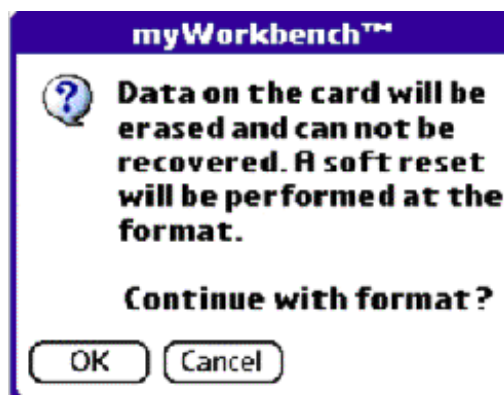 myWorkbench™
Data on the card will be
erased and can not be
recovered. A soft reset
will be performed at the
format.
Continue with format?
OK Cancel